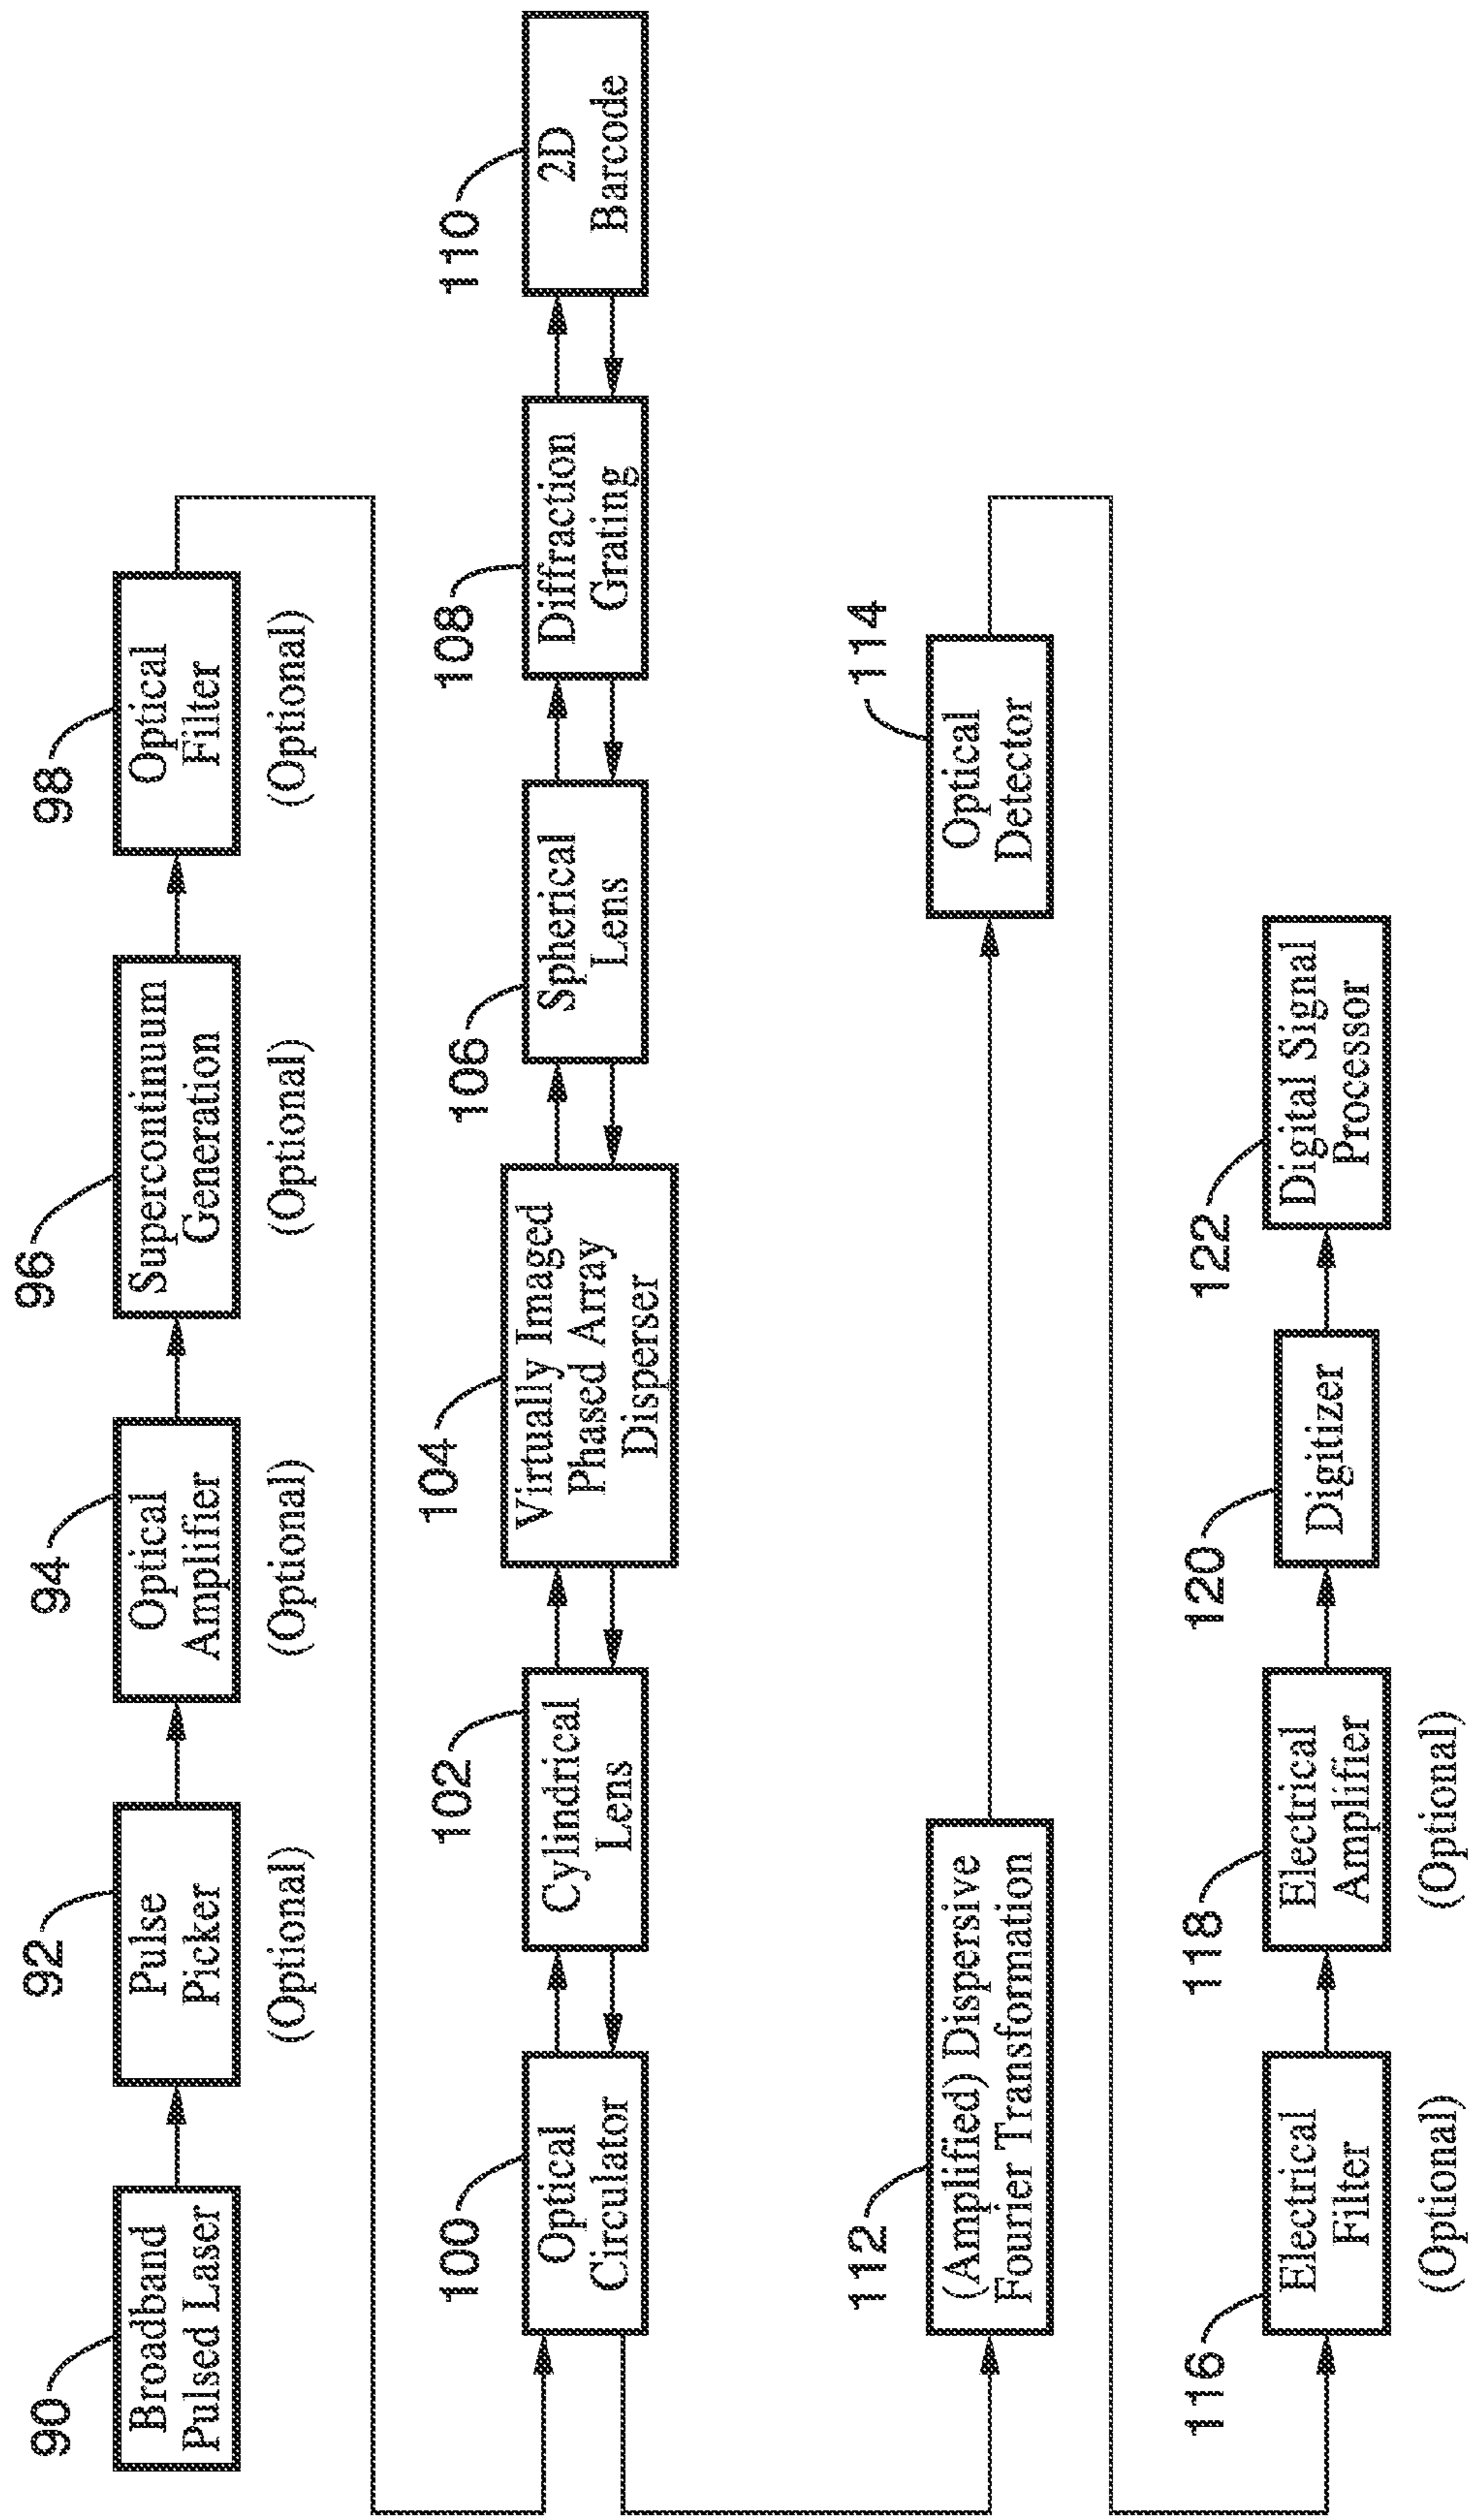 90
Broadband
Pulsed Laser
92
Pulse
Picker
(Optional)
94
Optical
Amplifier
(Optional)
96
Supercontinuum
Generation
(Optional)
98
Optical
Filter
(Optional)
100
Optical
Circulator
102
Cylindrical
Lens
104
Virtually Imaged
Phased Array
Disperser
106
Spherical
Lens
108
Diffraction
Grating
110
2D
Barcode
112
(Amplified) Dispersive
Fourier Transformation
114
Optical
Detector
116
Electrical
Filter
(Optional)
118
Electrical
Amplifier
(Optional)
120
Digitizer
122
Digital Signal
Processor